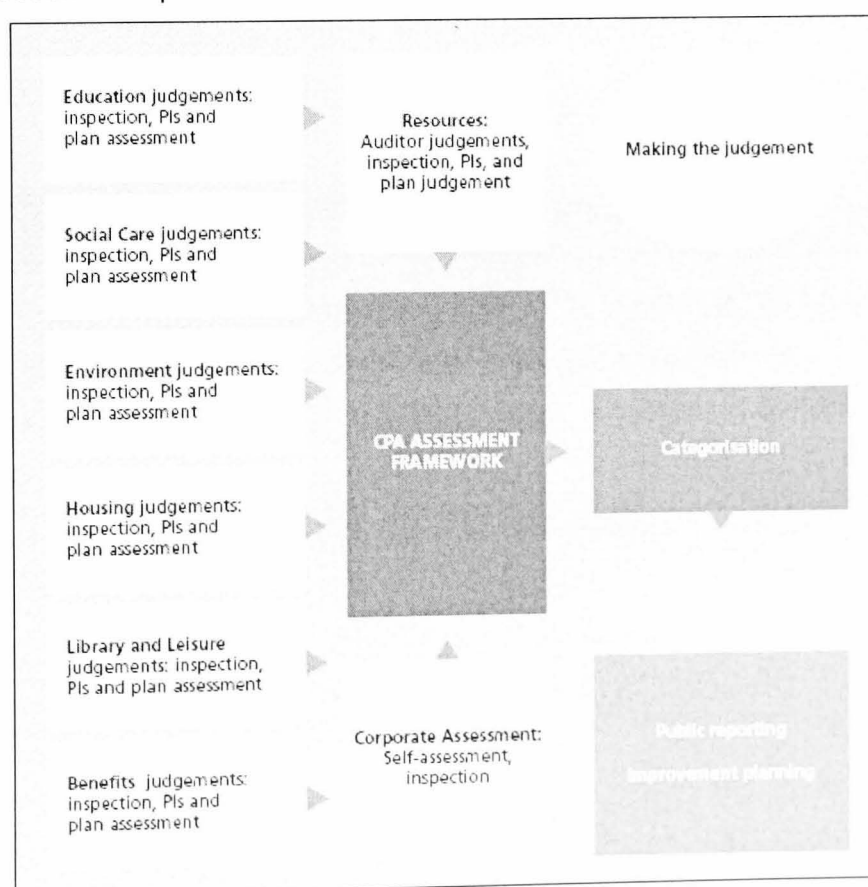 Education judgements:
inspection, PIs and
plan assessment
Social Care judgements:
inspection, PIs and
plan assessment
Environment judgements:
inspection, PIs and
plan assessment
Housing judgements:
inspection, PIs and
plan assessment
Library and Leisure
judgements: inspection,
PIs and plan assessment
Benefits judgements:
inspection, PIs and
plan assessment
Resources:
Auditor judgements,
inspection, PIs, and
plan judgement
CPA ASSESSMENT
FRAMEWORK
Corporate Assessment:
Self-assessment,
inspection
Making the judgement
Categorisation
Public reporting
Improvement planning